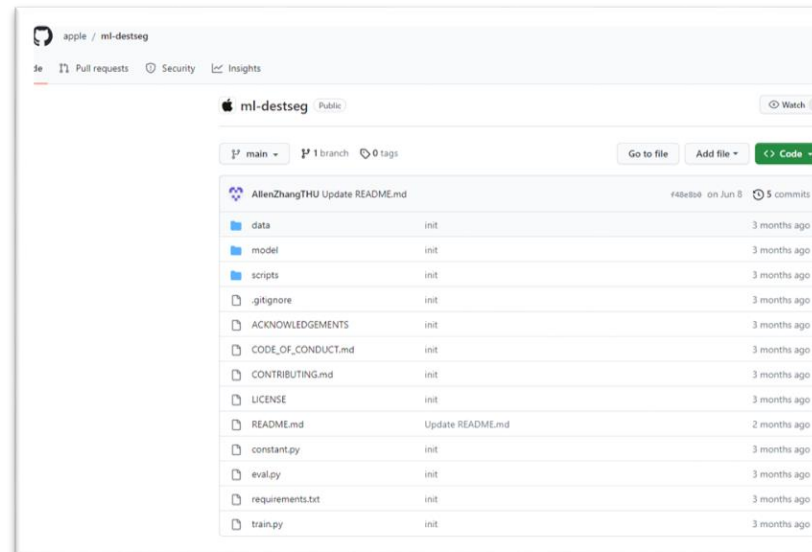 apple / ml-destseg
de Pull requests Security Insights
ml-destseg Public Watch
main 1 branch 0 tags Go to file Add file Code
AllenZhangTHU Update README.md f48e8b0 on Jun 8 5 commits
data init 3 months ago
model init 3 months ago
scripts init 3 months ago
.gitignore init 3 months ago
ACKNOWLEDGEMENTS init 3 months ago
CODE_OF_CONDUCT.md init 3 months ago
CONTRIBUTING.md init 3 months ago
LICENSE init 3 months ago
README.md Update README.md 2 months ago
constant.py init 3 months ago
eval.py init 3 months ago
requirements.txt init 3 months ago
train.py init 3 months ago